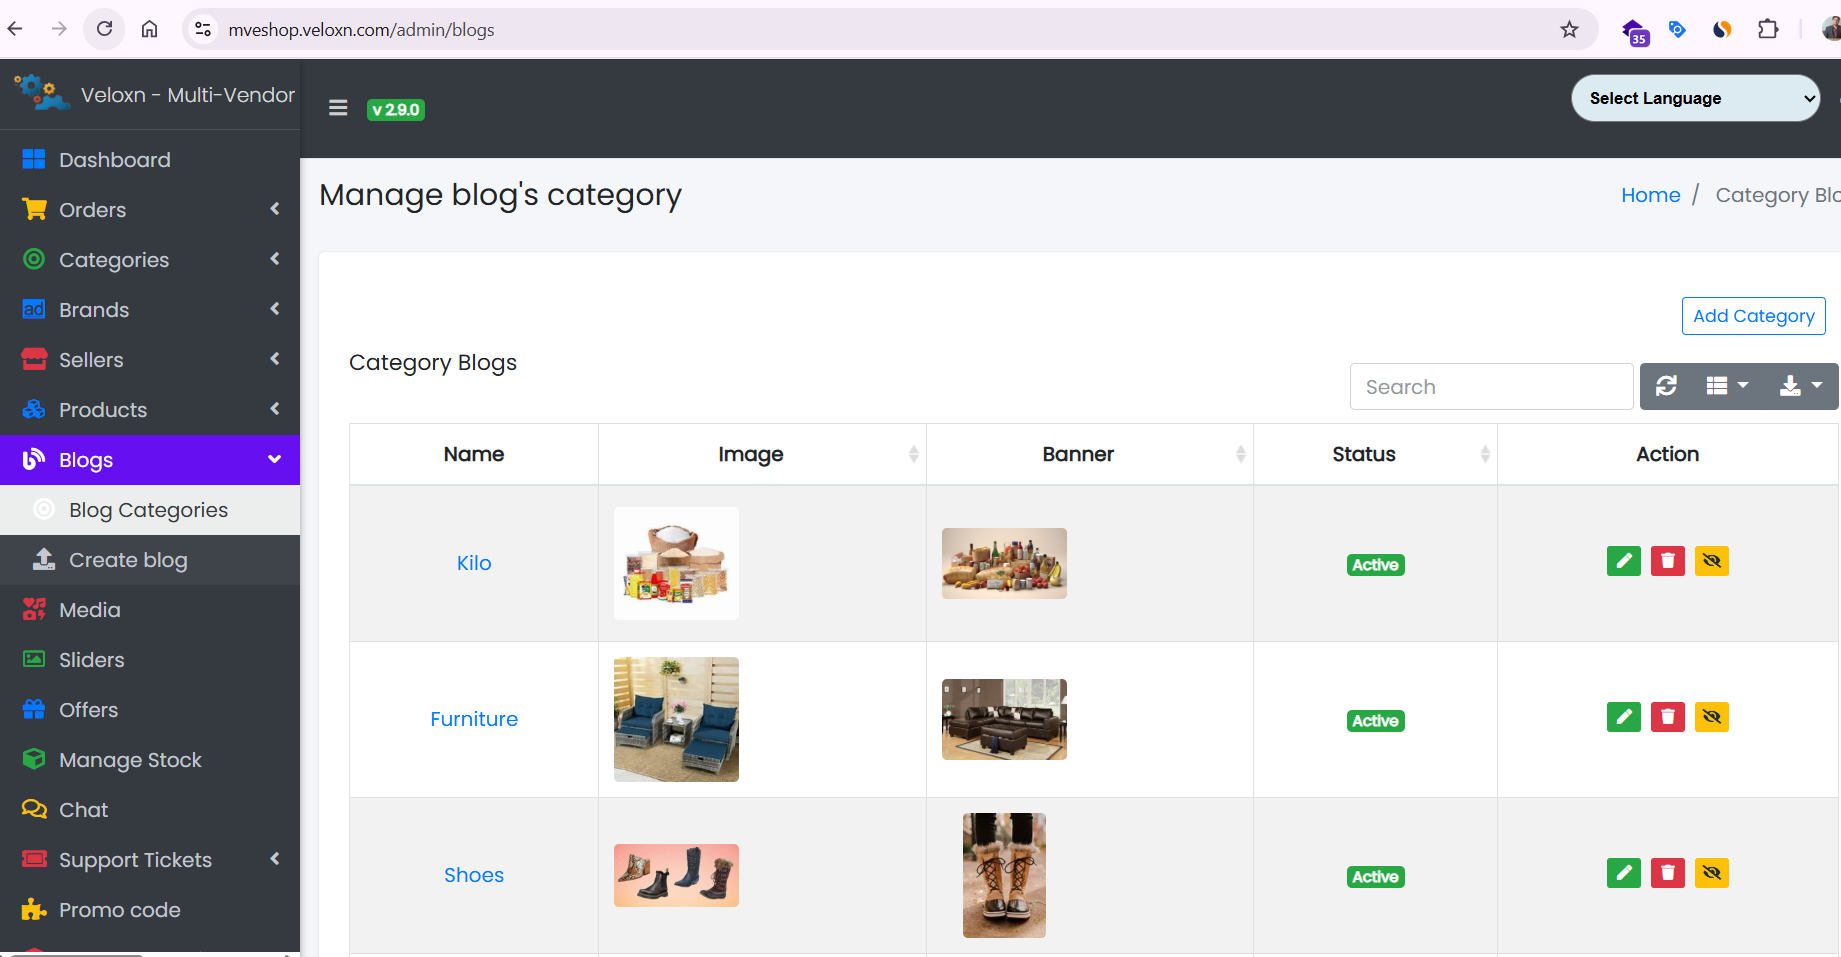 mveshop.veloxn.com/admin/blogs
35
Veloxn - Multi-Vendor
v 2.9.0
Select Language
Dashboard
Orders
Categories
ad Brands
Sellers
Products
Blogs
Blog Categories
Create blog
Media
Sliders
Offers
Manage Stock
Chat
Support Tickets
Promo code
Manage blog's category
Home / Category Blo
Add Category
Category Blogs
Search
Name Image Banner Status Action
Kilo Active
Furniture Active
Shoes Active